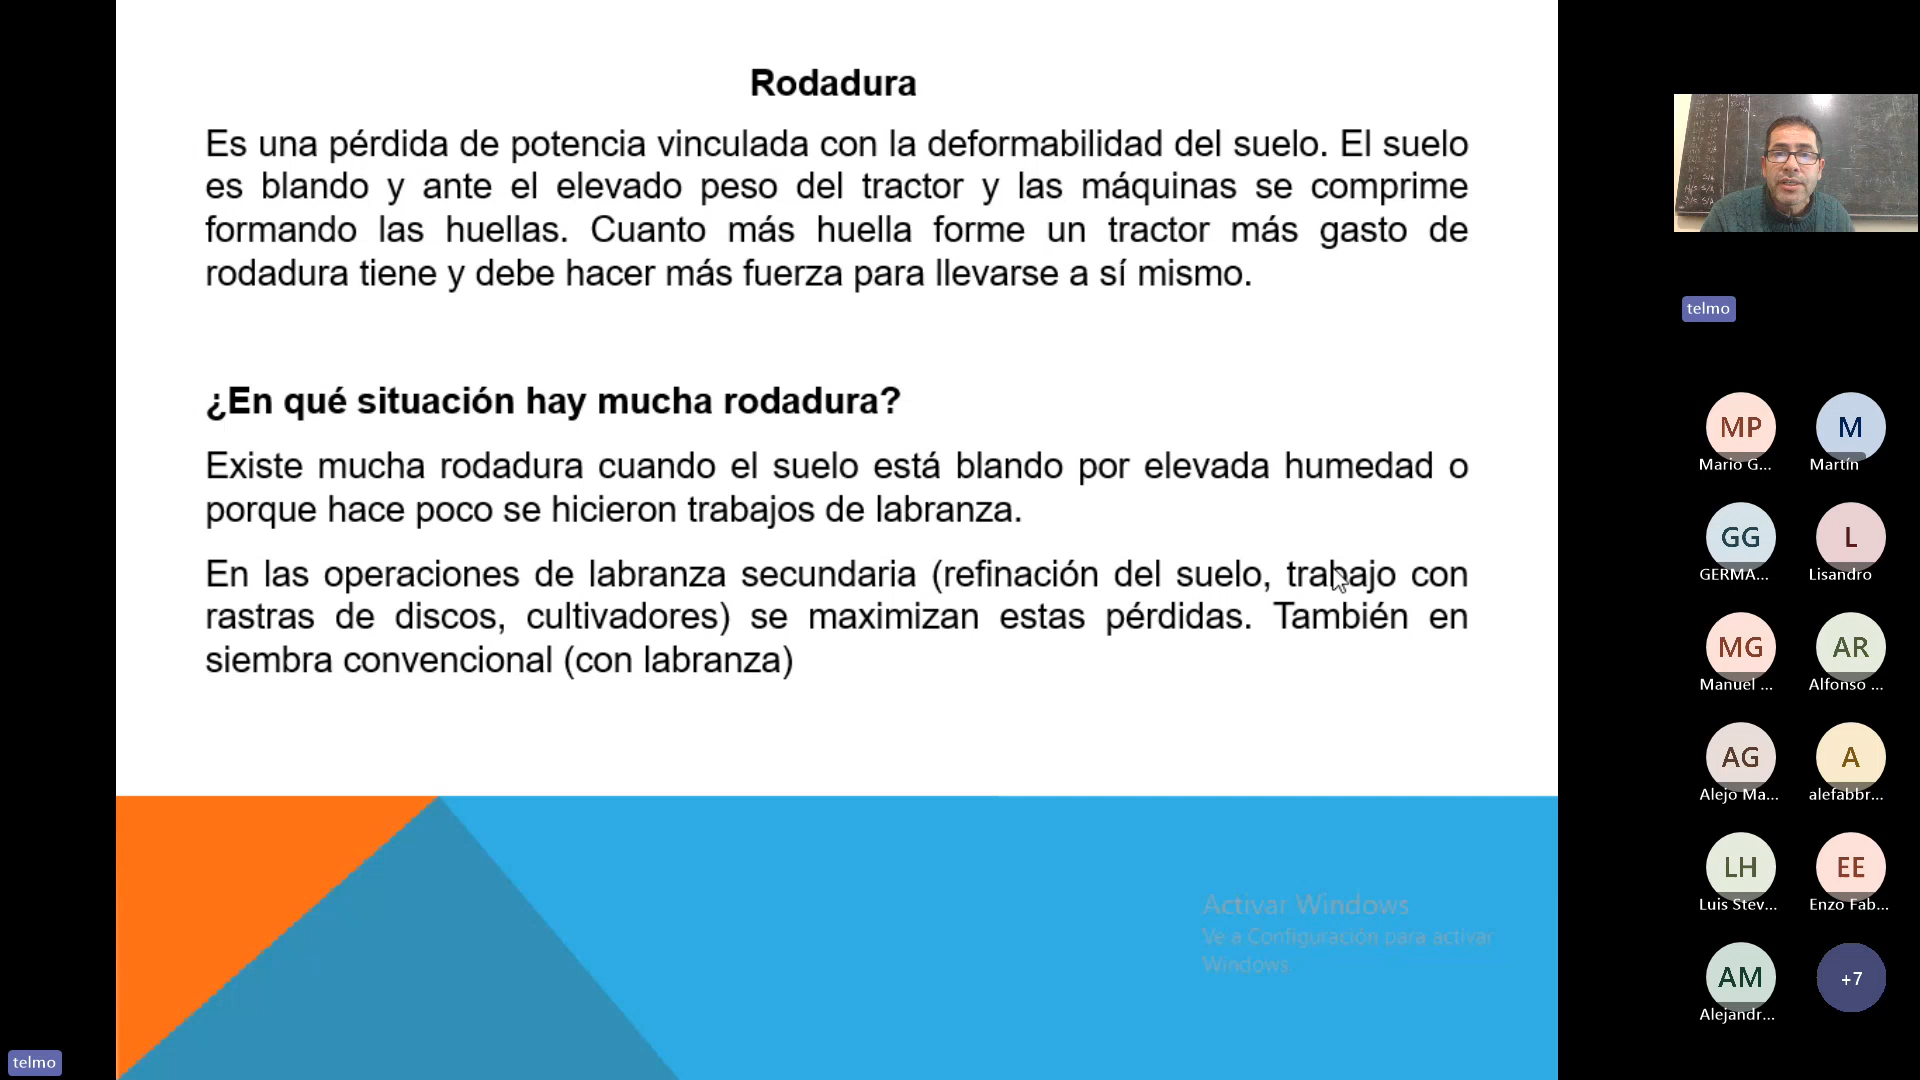 Rodadura
Es una pérdida de potencia vinculada con la deformabilidad del suelo. El suelo
es blando y ante el elevado peso del tractor y las máquinas se comprime
formando las huellas. Cuanto más huella forme un tractor más gasto de
rodadura tiene y debe hacer más fuerza para llevarse a sí mismo.
¿En qué situación hay mucha rodadura?
Existe mucha rodadura cuando el suelo está blando por elevada humedad o
porque hace poco se hicieron trabajos de labranza.
En las operaciones de labranza secundaria (refinación del suelo, trabajo con
rastras de discos, cultivadores) se maximizan estas pérdidas. También en
siembra convencional (con labranza)
Activar Windows
Ve a Configuración para activar
Windows.
telmo
telmo
MP
Mario G...
M
Martín
GG
GERMA...
L
Lisandro
MG
Manuel ...
AR
Alfonso ...
AG
Alejo Ma...
A
alefabbr...
LH
Luis Stev...
EE
Enzo Fab...
AM
Alejandr...
+7